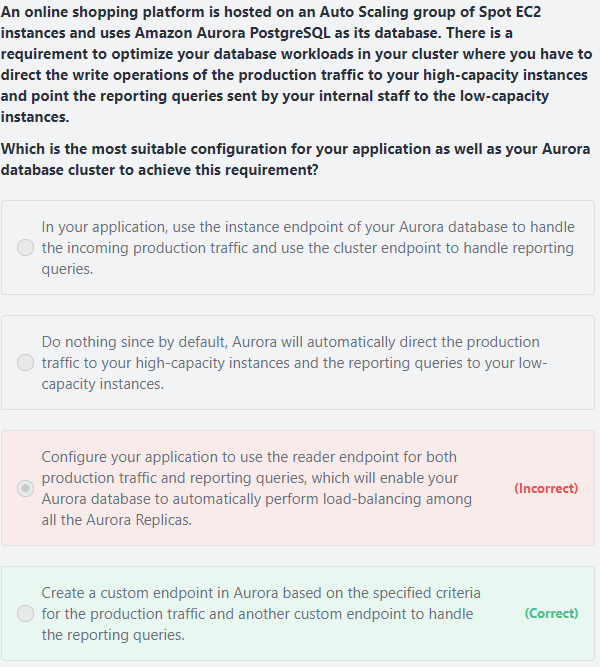 An online shopping platform is hosted on an Auto Scaling group of Spot EC2
instances and uses Amazon Aurora PostgreSQL as its database. There is a
requirement to optimize your database workloads in your cluster where you have to
direct the write operations of the production traffic to your high-capacity instances
and point the reporting queries sent by your internal staff to the low-capacity
instances.
Which is the most suitable configuration for your application as well as your Aurora
database cluster to achieve this requirement?
In your application, use the instance endpoint of your Aurora database to handle
the incoming production traffic and use the cluster endpoint to handle reporting
queries.
Do nothing since by default, Aurora will automatically direct the production
traffic to your high-capacity instances and the reporting queries to your low-
capacity instances.
Configure your application to use the reader endpoint for both
production traffic and reporting queries, which will enable your
Aurora database to automatically perform load-balancing among
all the Aurora Replicas.
(Incorrect)
Create a custom endpoint in Aurora based on the specified criteria
for the production traffic and another custom endpoint to handle
the reporting queries.
(Correct)